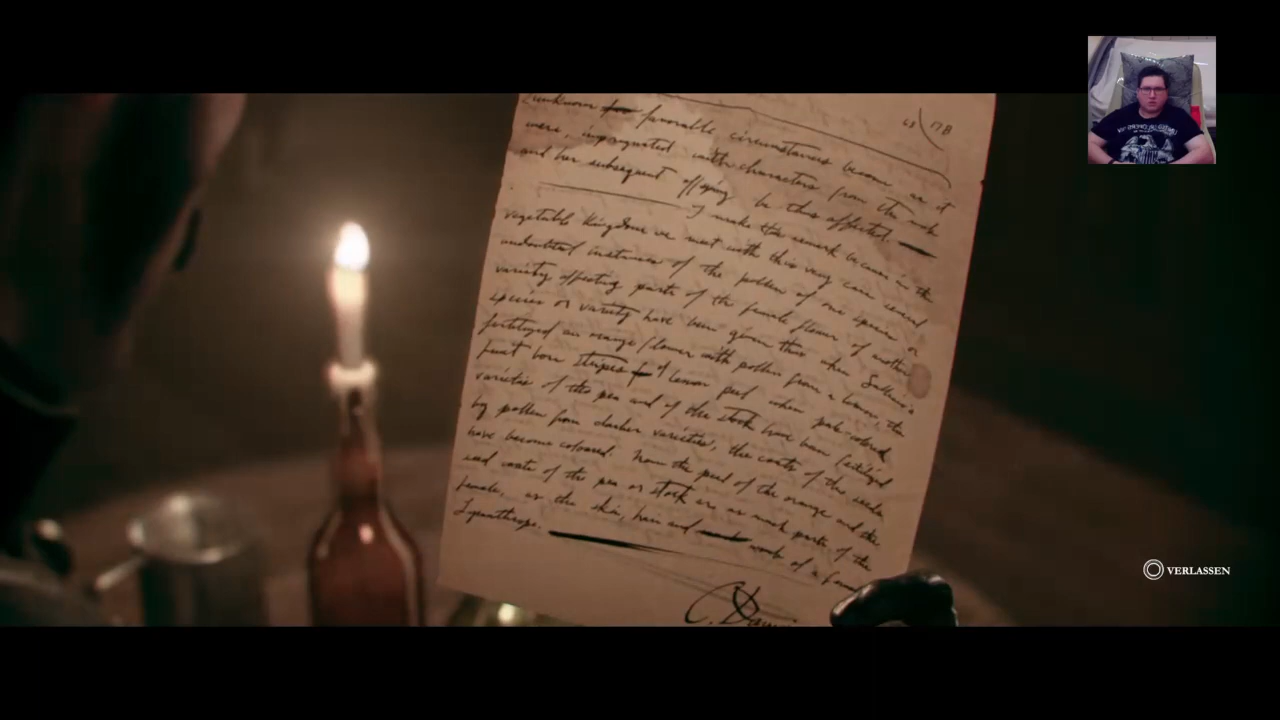 unknown for favorable circumstances become as it
were, impregnated with characters from the male
and her subsequent offspring be thus affected.
I make this remark because in the
vegetable kingdom we meet with this very case several
undoubted instances of the pollen of one species or
variety affecting parts of the female flower of another
species or variety have been given thus when Gallesio
fertilized an orange flower with pollen from a lemon, the
fruit bore stripes of lemon peel when pale-colored
varieties of the pea and of the stock have been fertilized
by pollen from darker varieties, the coats of the seeds
have become coloured. Now the peel of the orange and the
seed coats of the pea or stock are as much parts of the
female, as the skin, hair and womb of a
Lycanthrope.
C.
VERLASSEN